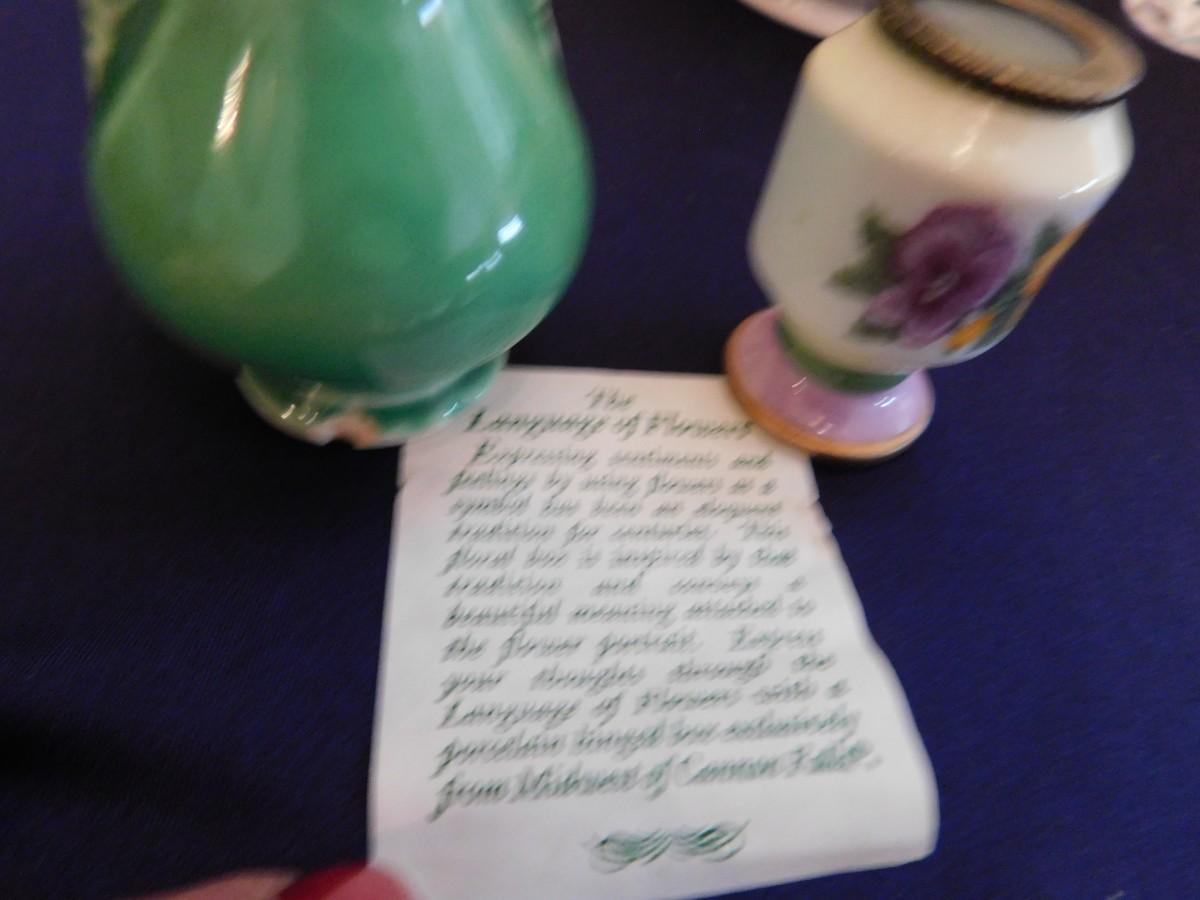 The
Language of Flowers
Expressing sentiments and
feelings by using flowers as a
symbol has been an elegant
tradition for centuries. This
floral box is inspired by that
tradition and conveys a
beautiful meaning attached to
the flower portrait. Express
your thoughts through the
Language of Flowers with a
porcelain hinged box exclusively
from Midwest of Cannon Falls.